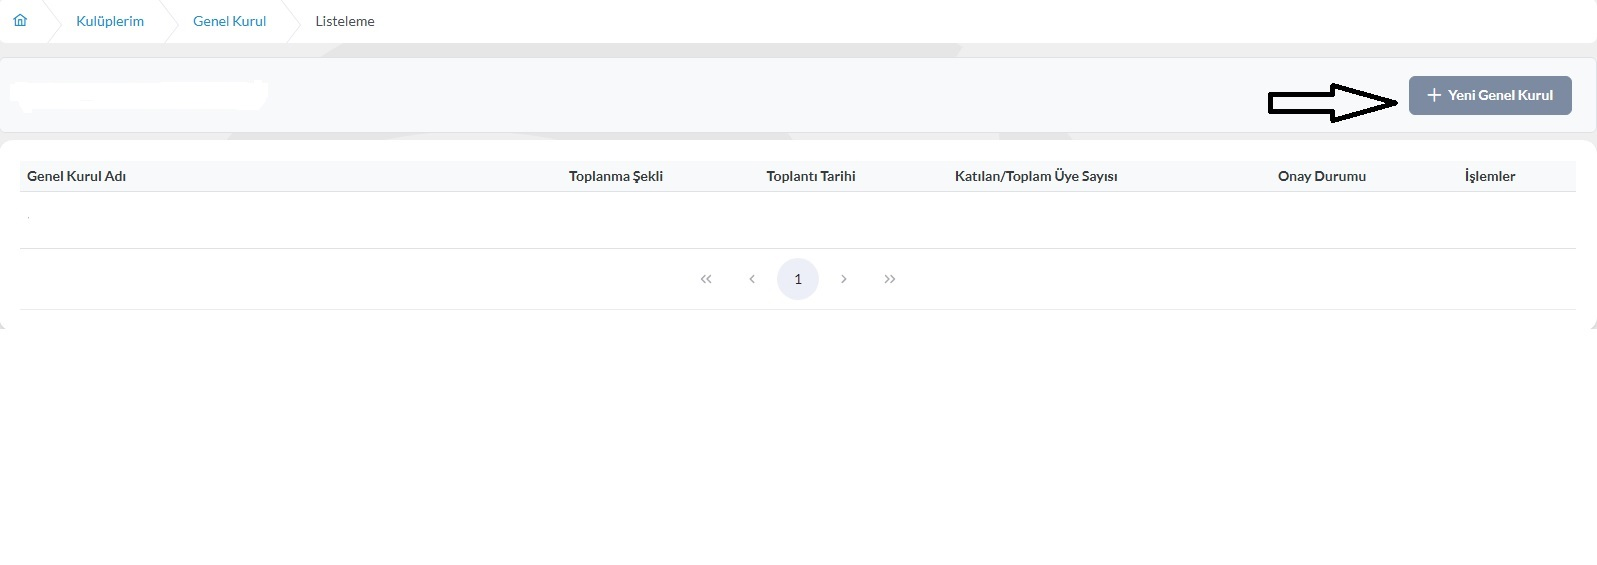 Kulüplerim Genel Kurul Listeleme
+ Yeni Genel Kurul
Genel Kurul Adı Toplanma Şekli Toplantı Tarihi Katılan/Toplam Üye Sayısı Onay Durumu İşlemler
« ‹ 1 › »